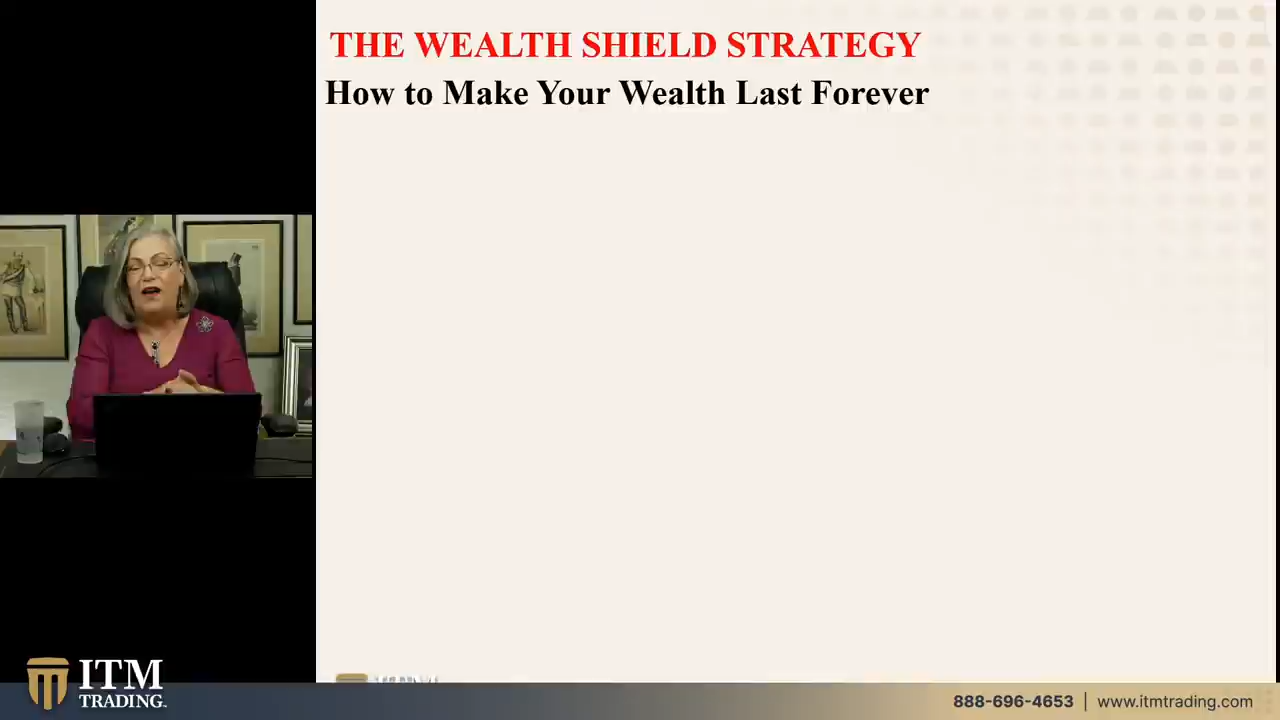 THE WEALTH SHIELD STRATEGY
How to Make Your Wealth Last Forever
ITM
TRADING
888-696-4653 | www.itmtrading.com